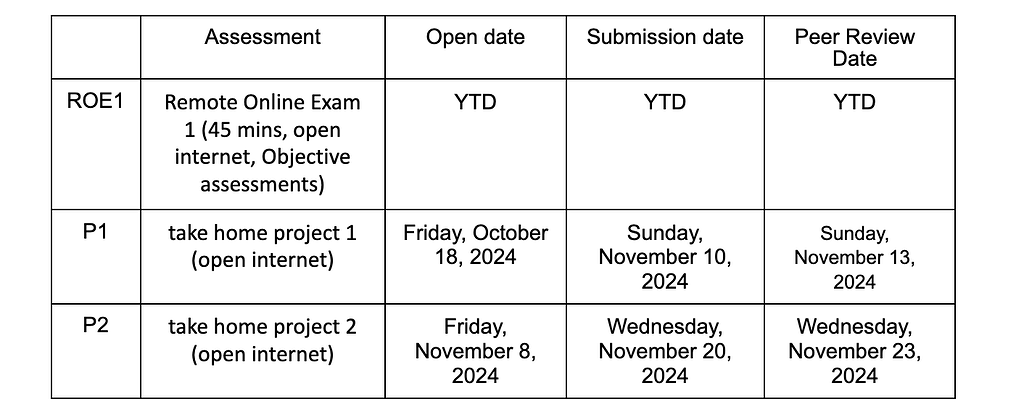 Assessment
Open date
Submission date
Peer Review
Date
ROE1
Remote Online Exam
1 (45 mins, open
internet, Objective
assessments)
YTD
YTD
YTD
P1
take home project 1
(open internet)
Friday, October
18, 2024
Sunday,
November 10,
2024
Sunday,
November 13,
2024
P2
take home project 2
(open internet)
Friday,
November 8,
2024
Wednesday,
November 20,
2024
Wednesday,
November 23,
2024